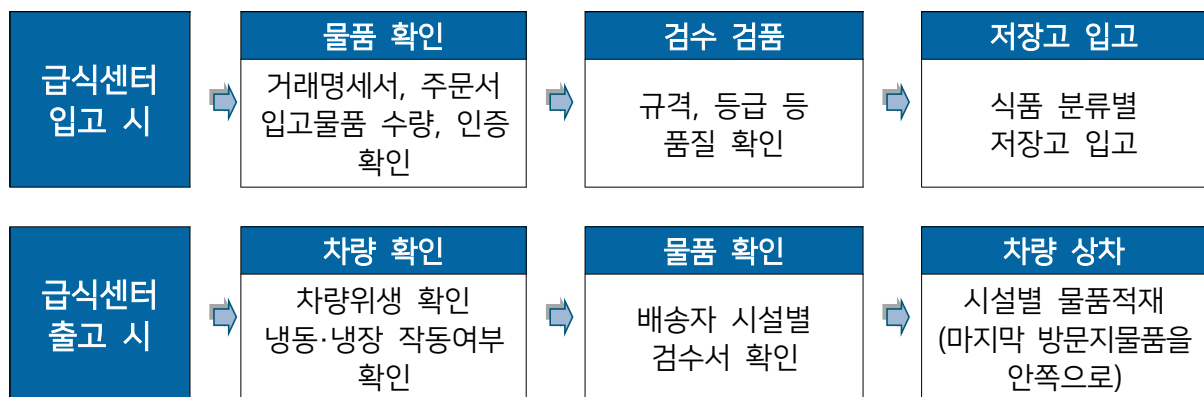 급식센터
입고 시
물품 확인
거래명세서, 주문서
입고물품 수량, 인증
확인
검수 검품
규격, 등급 등
품질 확인
저장고 입고
식품 분류별
저장고 입고
급식센터
출고 시
차량 확인
차량위생 확인
냉동·냉장 작동여부
확인
물품 확인
배송자 시설별
검수서 확인
차량 상차
시설별 물품적재
(마지막 방문지물품을
안쪽으로)